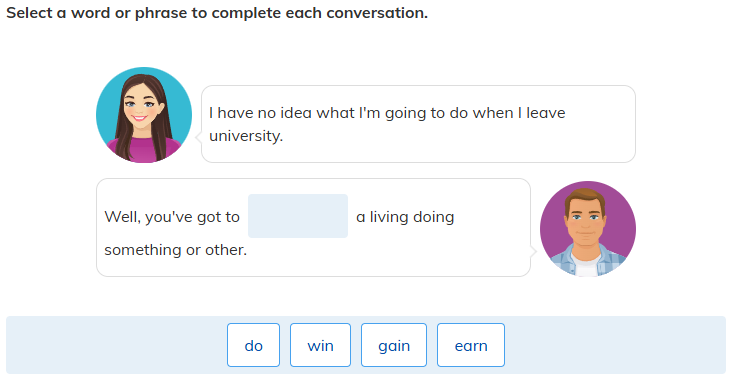 Select a word or phrase to complete each conversation.
I have no idea what I'm going to do when I leave
university.
Well, you've got to a living doing
something or other.
do win gain earn